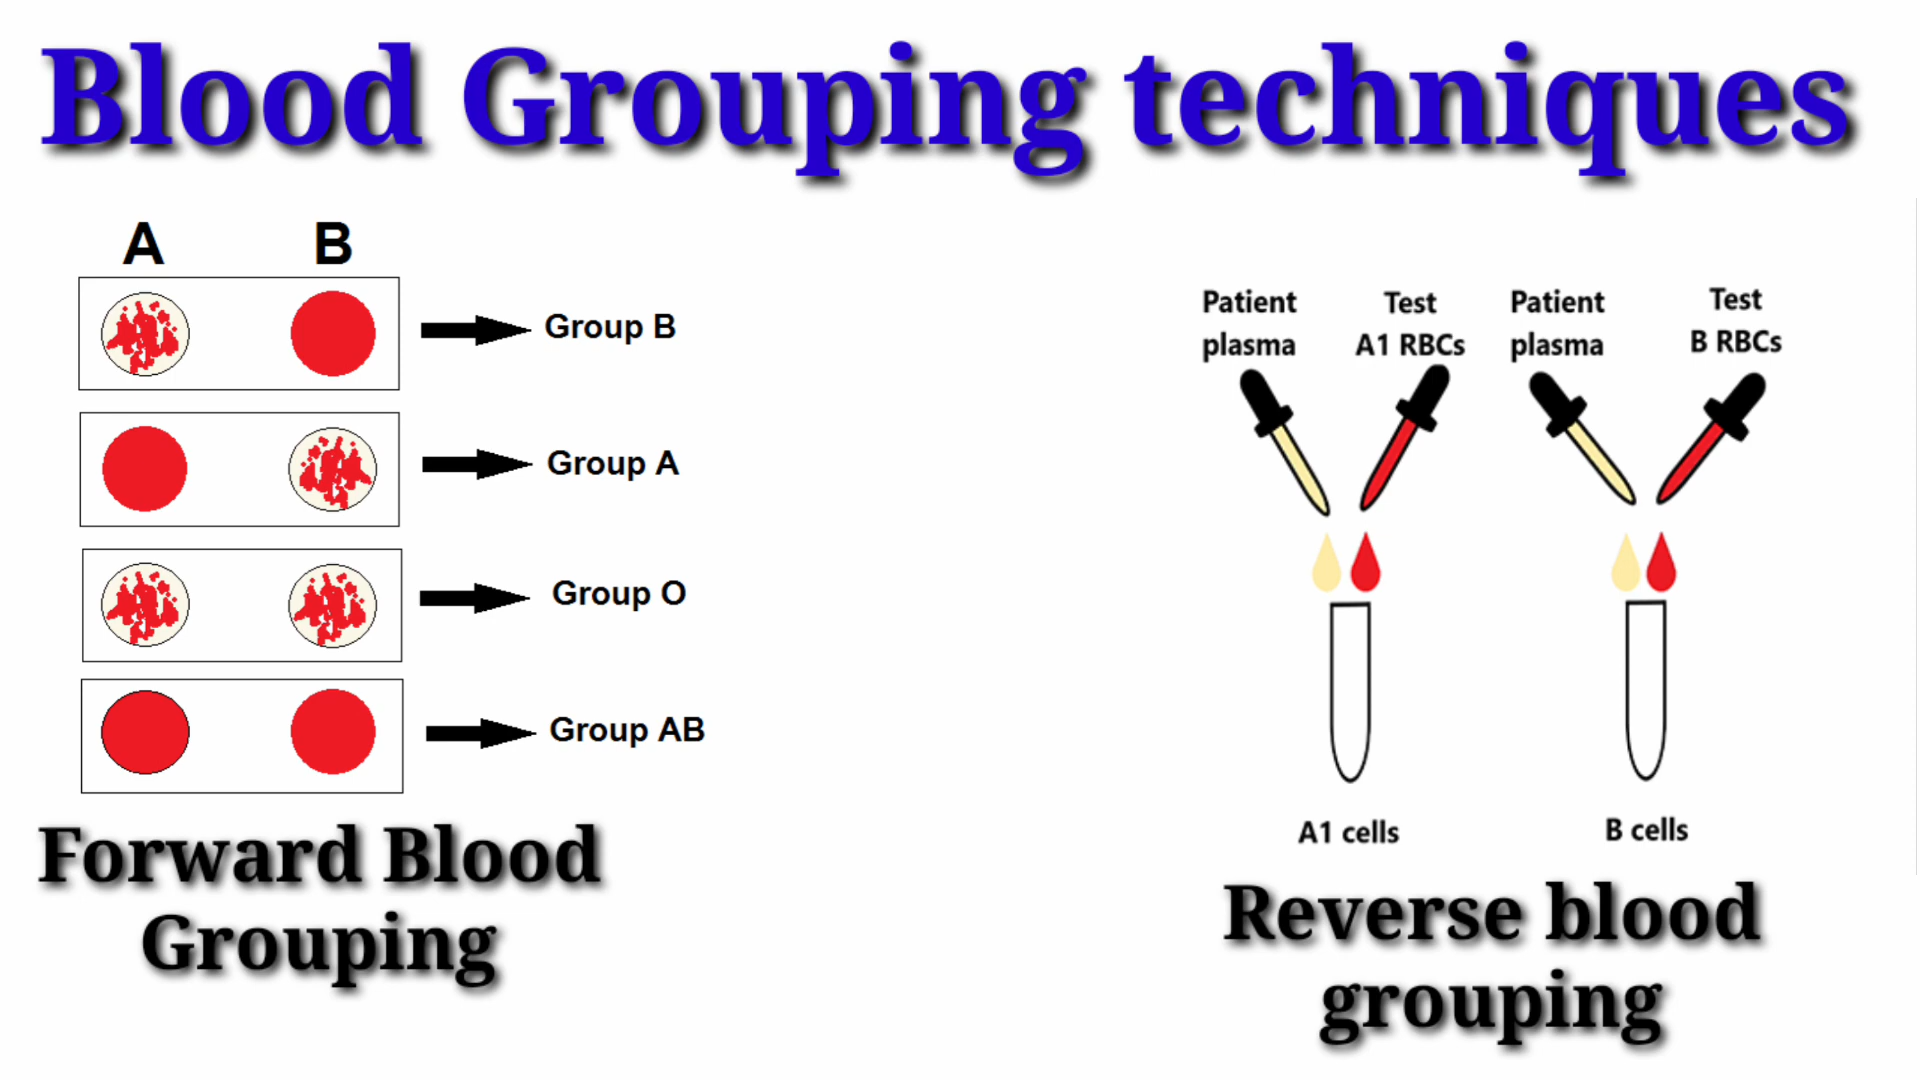 Blood Grouping techniques
A B
Group B
Group A
Group O
Group AB
Forward Blood
Grouping
Patient Test Patient Test
plasma A1 RBCs plasma B RBCs
A1 cells B cells
Reverse blood
grouping